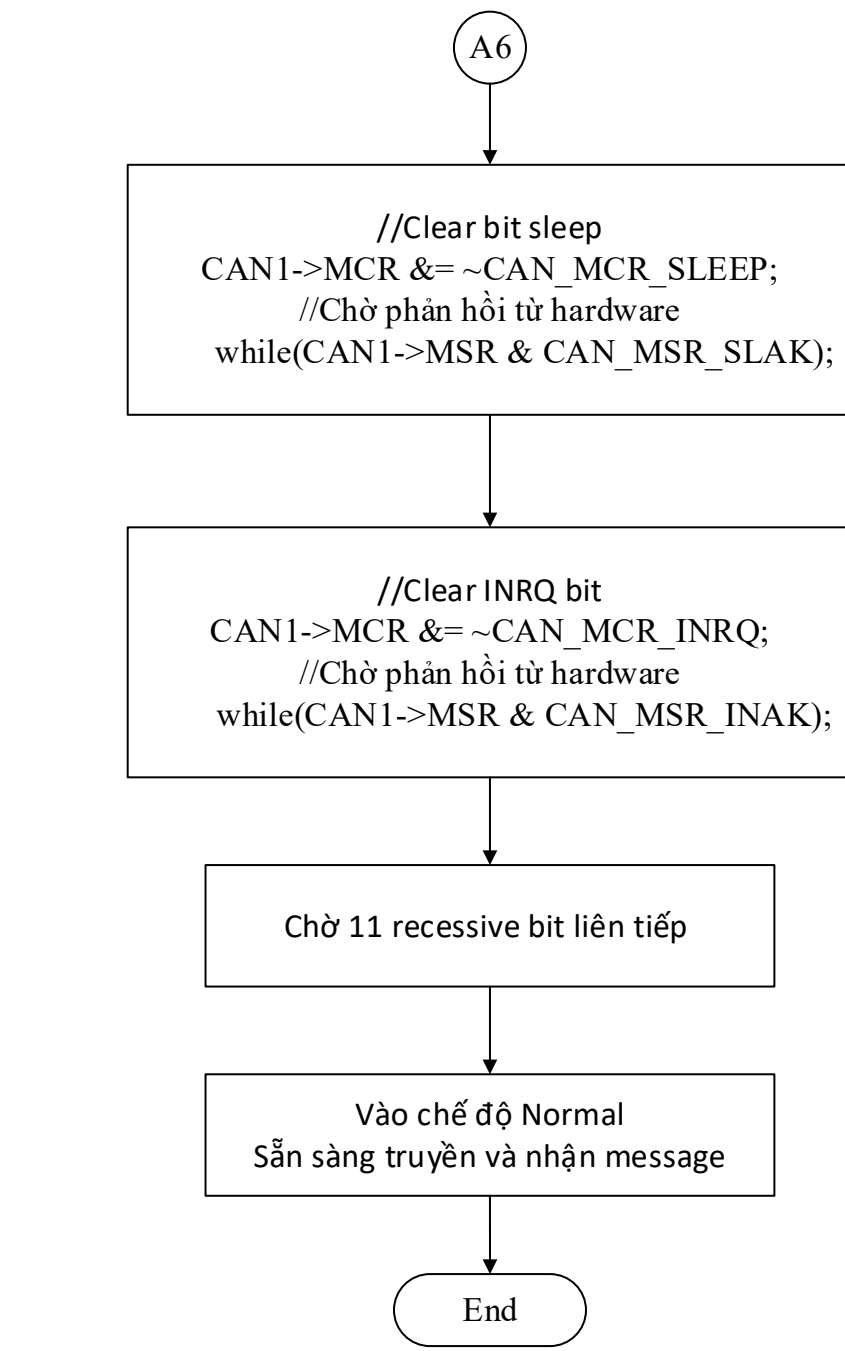 A6
//Clear bit sleep
CAN1->MCR &= ~CAN_MCR_SLEEP;
//Chờ phản hồi từ hardware
while(CAN1->MSR & CAN_MSR_SLAK);
//Clear INRQ bit
CAN1->MCR &= ~CAN_MCR_INRQ;
//Chờ phản hồi từ hardware
while(CAN1->MSR & CAN_MSR_INAK);
Chờ 11 recessive bit liên tiếp
Vào chế độ Normal
Sẵn sàng truyền và nhận message
End